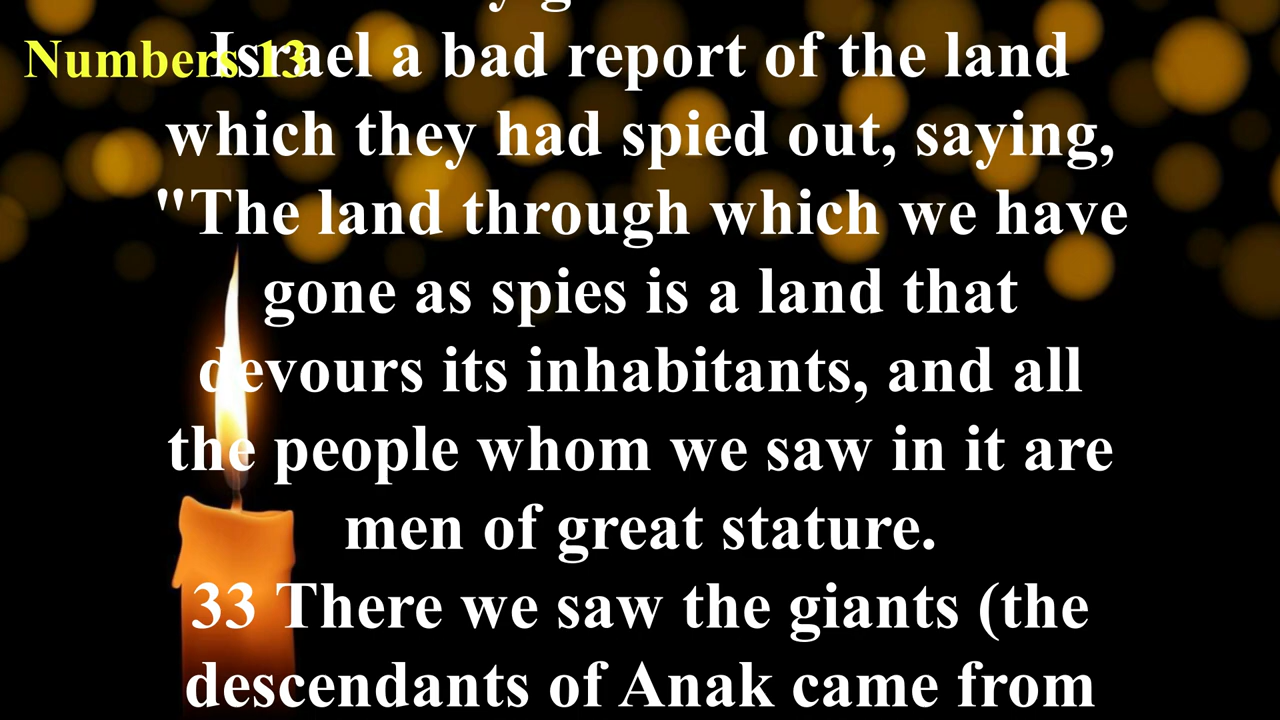 Numbers 13
Israel a bad report of the land
which they had spied out, saying,
"The land through which we have
gone as spies is a land that
devours its inhabitants, and all
the people whom we saw in it are
men of great stature.
33 There we saw the giants (the
descendants of Anak came from